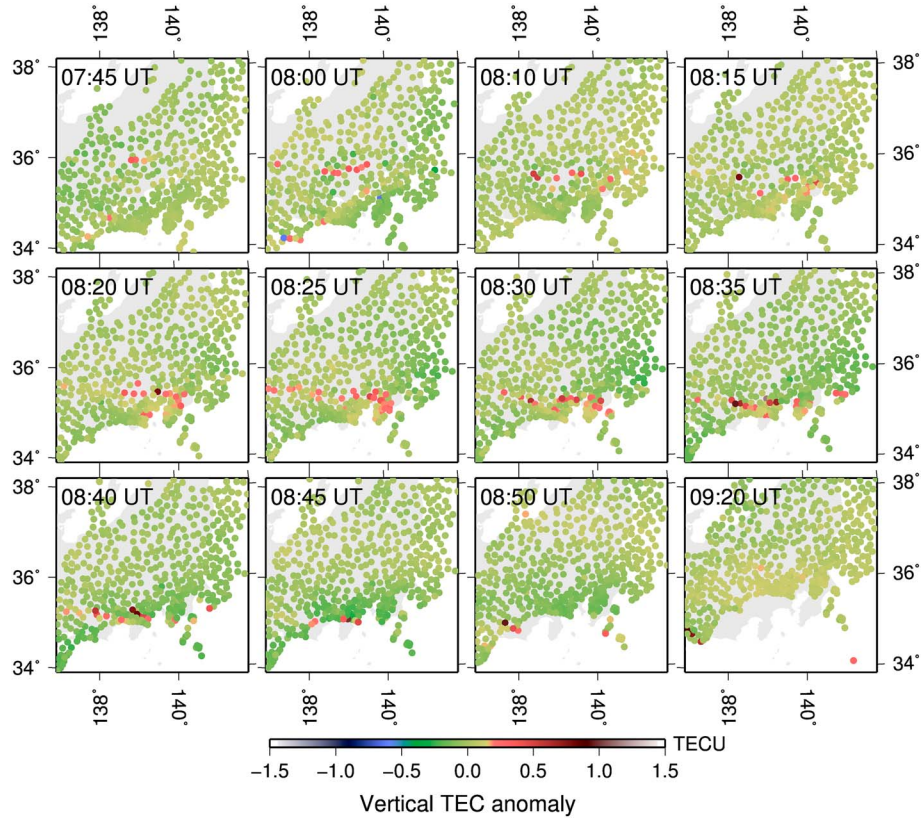 138° 140° 138° 140°
38° 07:45 UT 08:00 UT 08:10 UT 08:15 UT 38°
36° 36°
34° 34°
38° 08:20 UT 08:25 UT 08:30 UT 08:35 UT 38°
36° 36°
34° 34°
38° 08:40 UT 08:45 UT 08:50 UT 09:20 UT 38°
36° 36°
34° 34°
138° 140° 138° 140° 138° 140° 138° 140°
TECU
−1.5 −1.0 −0.5 0.0 0.5 1.0 1.5
Vertical TEC anomaly